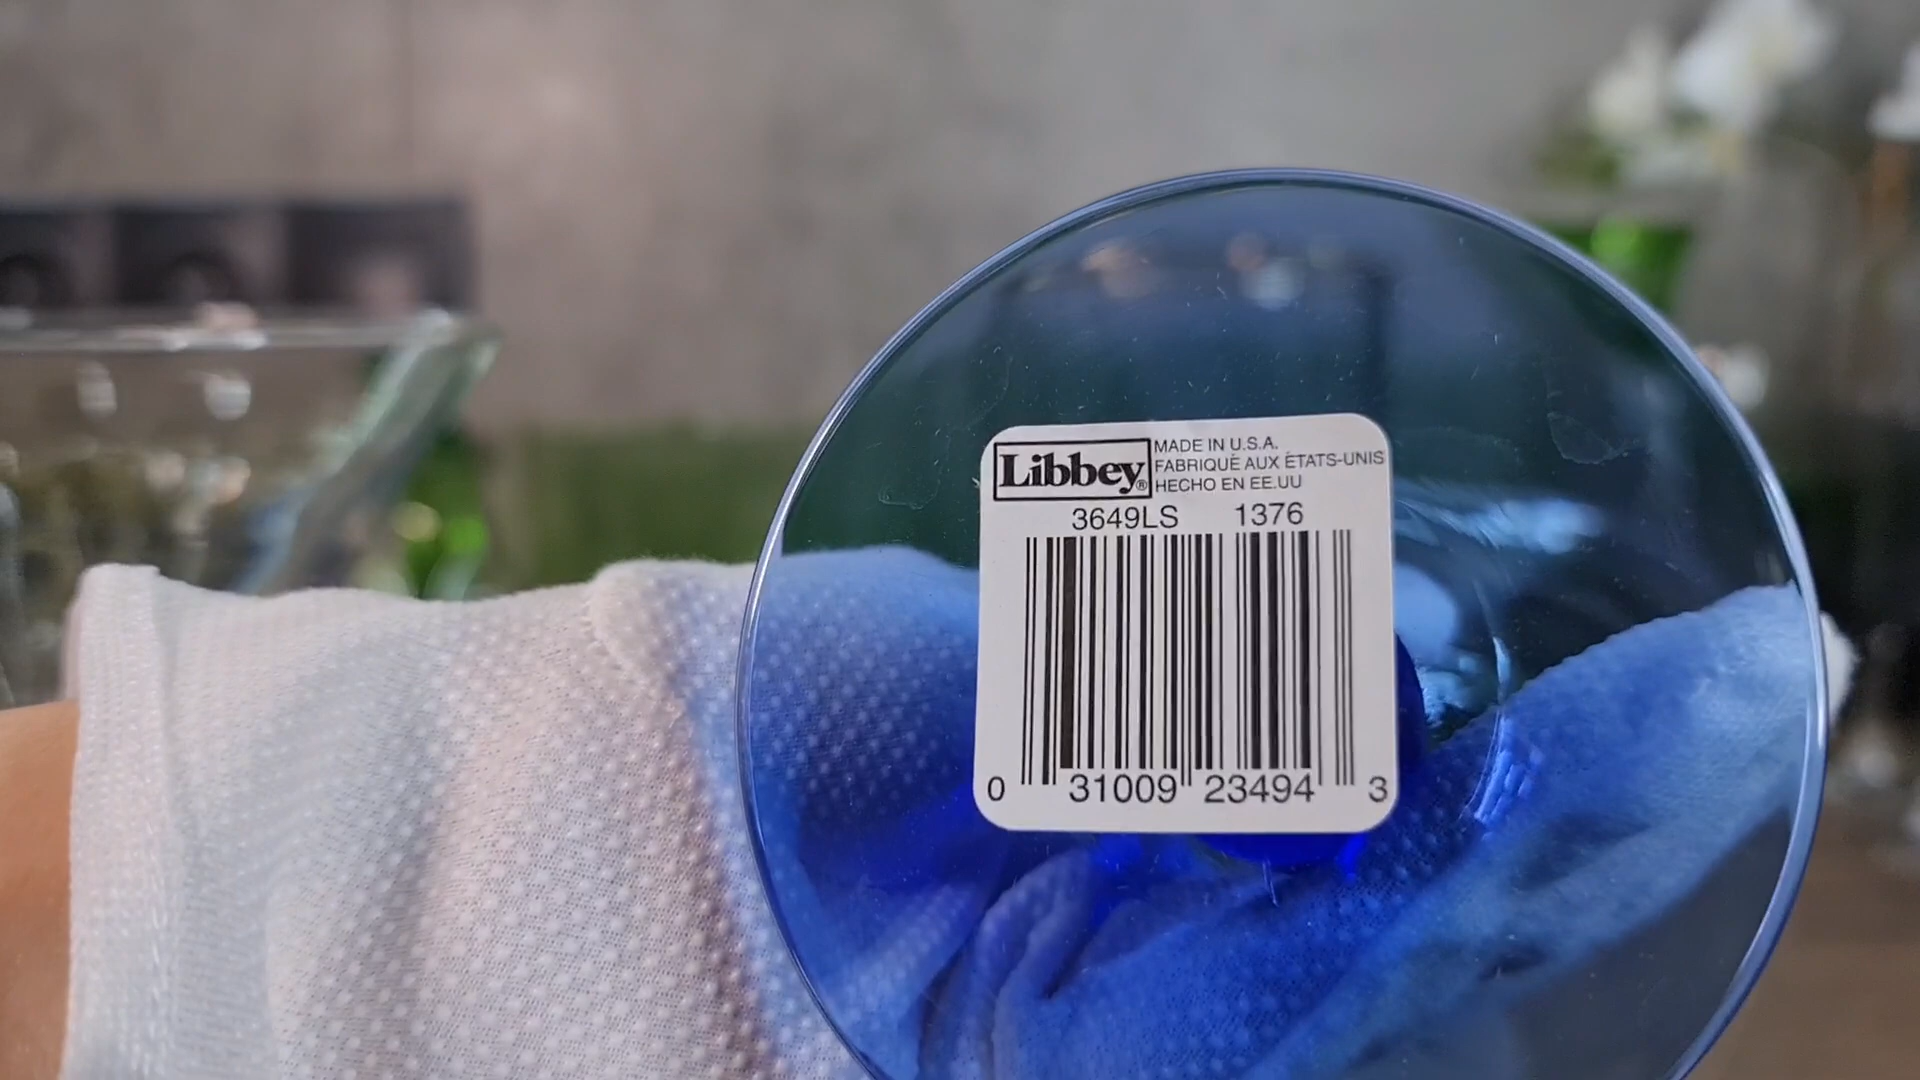 Libbey®
MADE IN U.S.A.
FABRIQUÉ AUX ÉTATS-UNIS
HECHO EN EE.UU
3649LS 1376
0 31009 23494 3